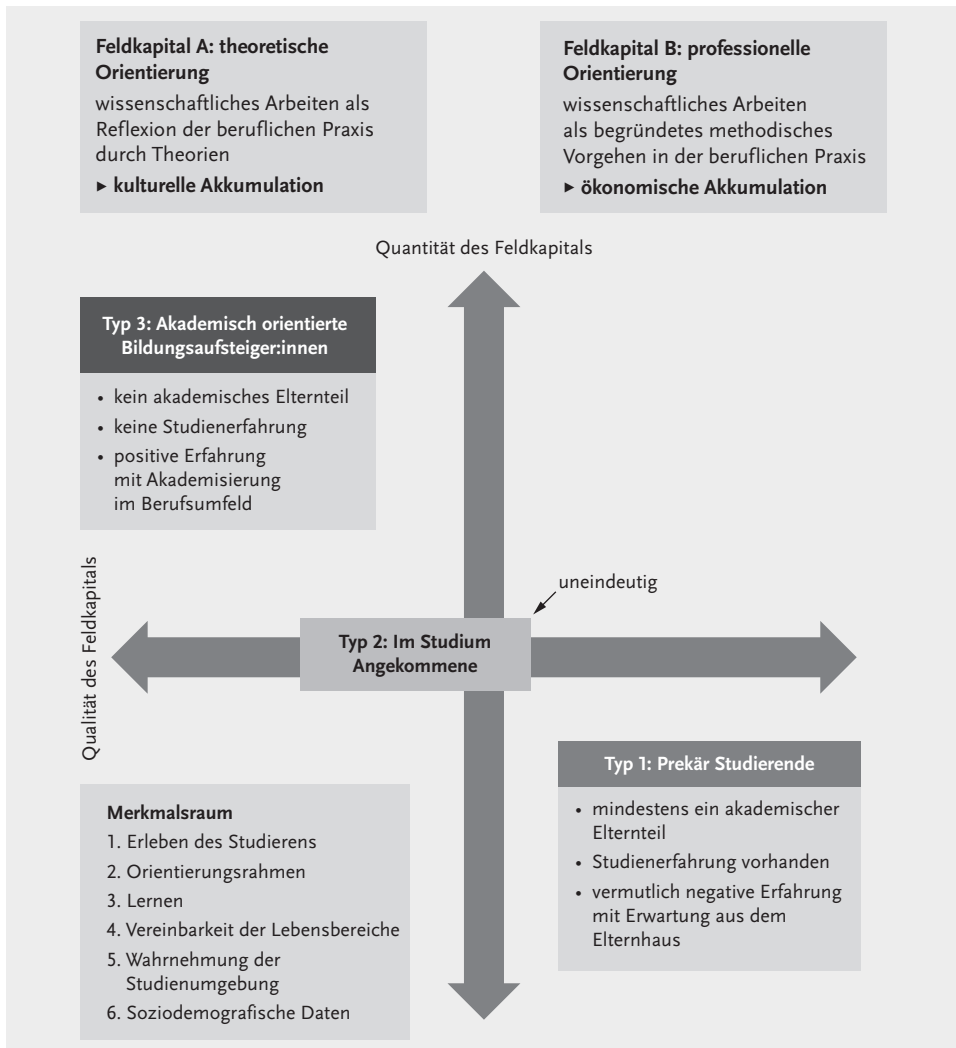 Feldkapital A: theoretische
Orientierung
wissenschaftliches Arbeiten als
Reflexion der beruflichen Praxis
durch Theorien
▸ kulturelle Akkumulation
Feldkapital B: professionelle
Orientierung
wissenschaftliches Arbeiten
als begründetes methodisches
Vorgehen in der beruflichen Praxis
▸ ökonomische Akkumulation
Quantität des Feldkapitals
Typ 3: Akademisch orientierte
Bildungsaufsteiger:innen
• kein akademisches Elternteil
• keine Studienerfahrung
• positive Erfahrung
mit Akademisierung
im Berufsumfeld
Qualität des Feldkapitals
uneindeutig
Typ 2: Im Studium
Angekommene
Typ 1: Prekär Studierende
• mindestens ein akademischer
Elternteil
• Studienerfahrung vorhanden
• vermutlich negative Erfahrung
mit Erwartung aus dem
Elternhaus
Merkmalsraum
1. Erleben des Studierens
2. Orientierungsrahmen
3. Lernen
4. Vereinbarkeit der Lebensbereiche
5. Wahrnehmung der
Studienumgebung
6. Soziodemografische Daten